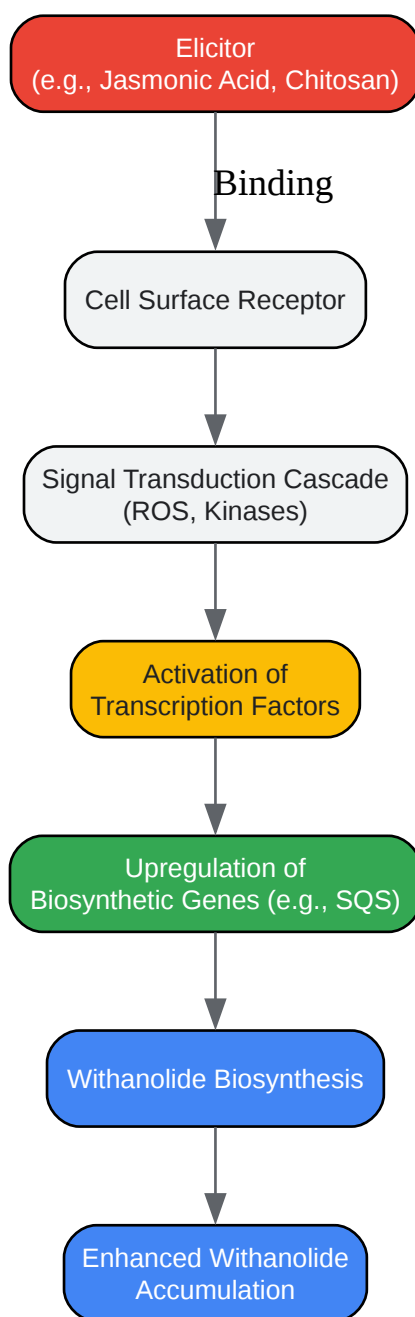 Elicitor
(e.g., Jasmonic Acid, Chitosan)
Binding
Cell Surface Receptor
Signal Transduction Cascade
(ROS, Kinases)
Activation of
Transcription Factors
Upregulation of
Biosynthetic Genes (e.g., SQS)
Withanolide Biosynthesis
Enhanced Withanolide
Accumulation